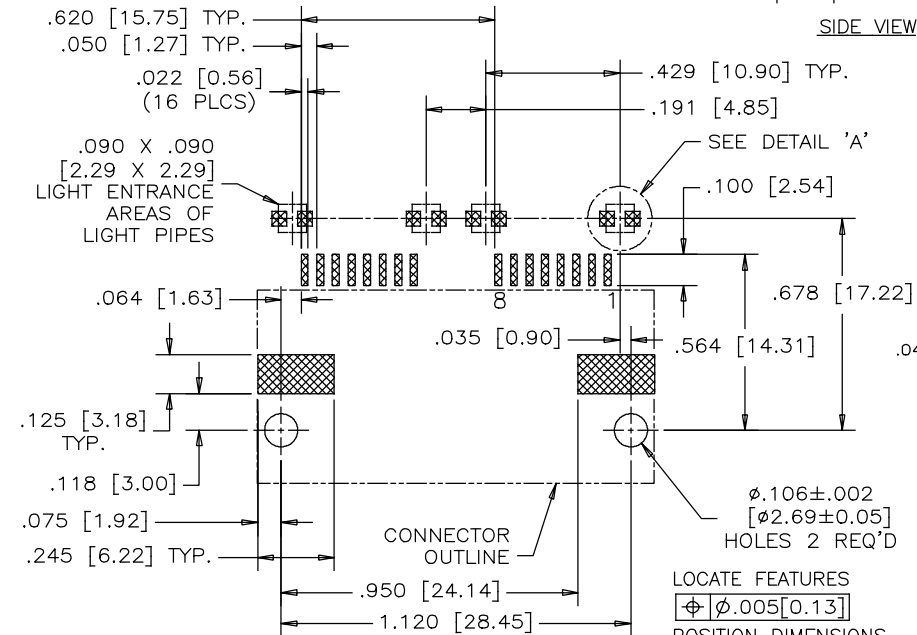 .620 [15.75] TYP.
SIDE VIEW
.050 [1.27] TYP.
.022 [0.56]
(16 PLCS)
.429 [10.90] TYP.
.191 [4.85]
.090 X .090
[2.29 X 2.29]
LIGHT ENTRANCE
AREAS OF
LIGHT PIPES
SEE DETAIL 'A'
.100 [2.54]
.064 [1.63]
8
1
.678 [17.22]
.035 [0.90]
.564 [14.31]
.04
.125 [3.18]
TYP.
.118 [3.00]
.075 [1.92]
.245 [6.22] TYP.
CONNECTOR
OUTLINE
ø.106±.002
[ø2.69±0.05]
HOLES 2 REQ'D
.950 [24.14]
1.120 [28.45]
LOCATE FEATURES
⌖ ø.005[0.13]
POSITION DIMENSIONS